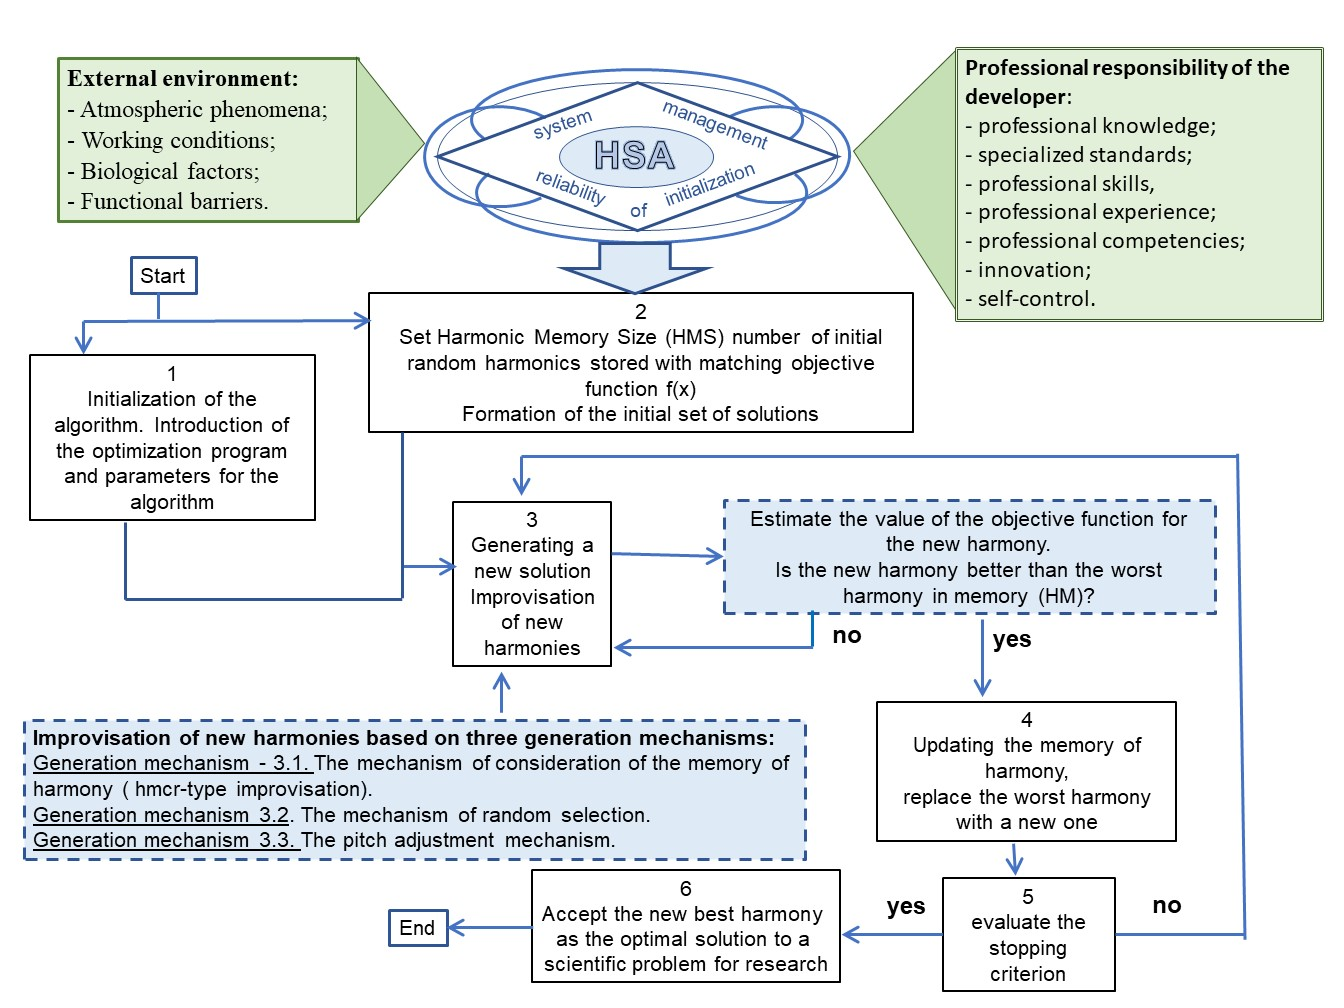 External environment:
- Atmospheric phenomena;
- Working conditions;
- Biological factors;
- Functional barriers.
system
management
HSA
reliability
of
initialization
Professional responsibility of the
developer:
- professional knowledge;
- specialized standards;
- professional skills,
- professional experience;
- professional competencies;
- innovation;
- self-control.
Start
1
Initialization of the
algorithm. Introduction of
the optimization program
and parameters for the
algorithm
2
Set Harmonic Memory Size (HMS) number of initial
random harmonics stored with matching objective
function f(x)
Formation of the initial set of solutions
3
Generating a
new solution
Improvisation
of new
harmonies
Estimate the value of the objective function for
the new harmony.
Is the new harmony better than the worst
harmony in memory (HM)?
no
yes
Improvisation of new harmonies based on three generation mechanisms:
Generation mechanism - 3.1. The mechanism of consideration of the memory of
harmony ( hmcr-type improvisation).
Generation mechanism 3.2. The mechanism of random selection.
Generation mechanism 3.3. The pitch adjustment mechanism.
4
Updating the memory of
harmony,
replace the worst harmony
with a new one
5
evaluate the
stopping
criterion
no
yes
6
Accept the new best harmony
as the optimal solution to a
scientific problem for research
End